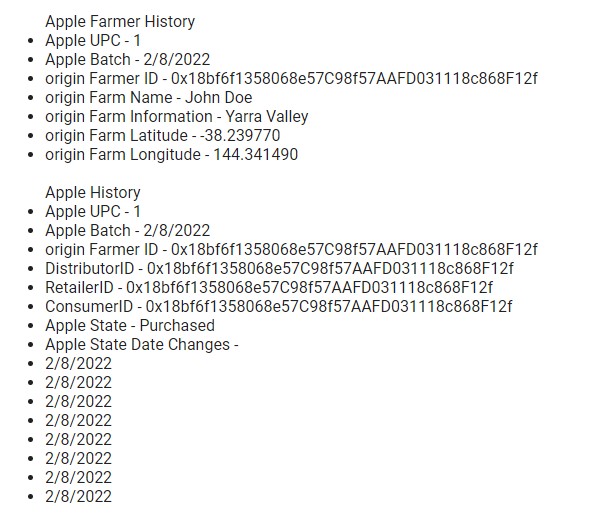 Apple Farmer History
• Apple UPC - 1
• Apple Batch - 2/8/2022
• origin Farmer ID - 0x18bf6f1358068e57C98f57AAFD031118c868F12f
• origin Farm Name - John Doe
• origin Farm Information - Yarra Valley
• origin Farm Latitude - -38.239770
• origin Farm Longitude - 144.341490
Apple History
• Apple UPC - 1
• Apple Batch - 2/8/2022
• origin Farmer ID - 0x18bf6f1358068e57C98f57AAFD031118c868F12f
• DistributorID - 0x18bf6f1358068e57C98f57AAFD031118c868F12f
• RetailerID - 0x18bf6f1358068e57C98f57AAFD031118c868F12f
• ConsumerID - 0x18bf6f1358068e57C98f57AAFD031118c868F12f
• Apple State - Purchased
• Apple State Date Changes -
• 2/8/2022
• 2/8/2022
• 2/8/2022
• 2/8/2022
• 2/8/2022
• 2/8/2022
• 2/8/2022
• 2/8/2022